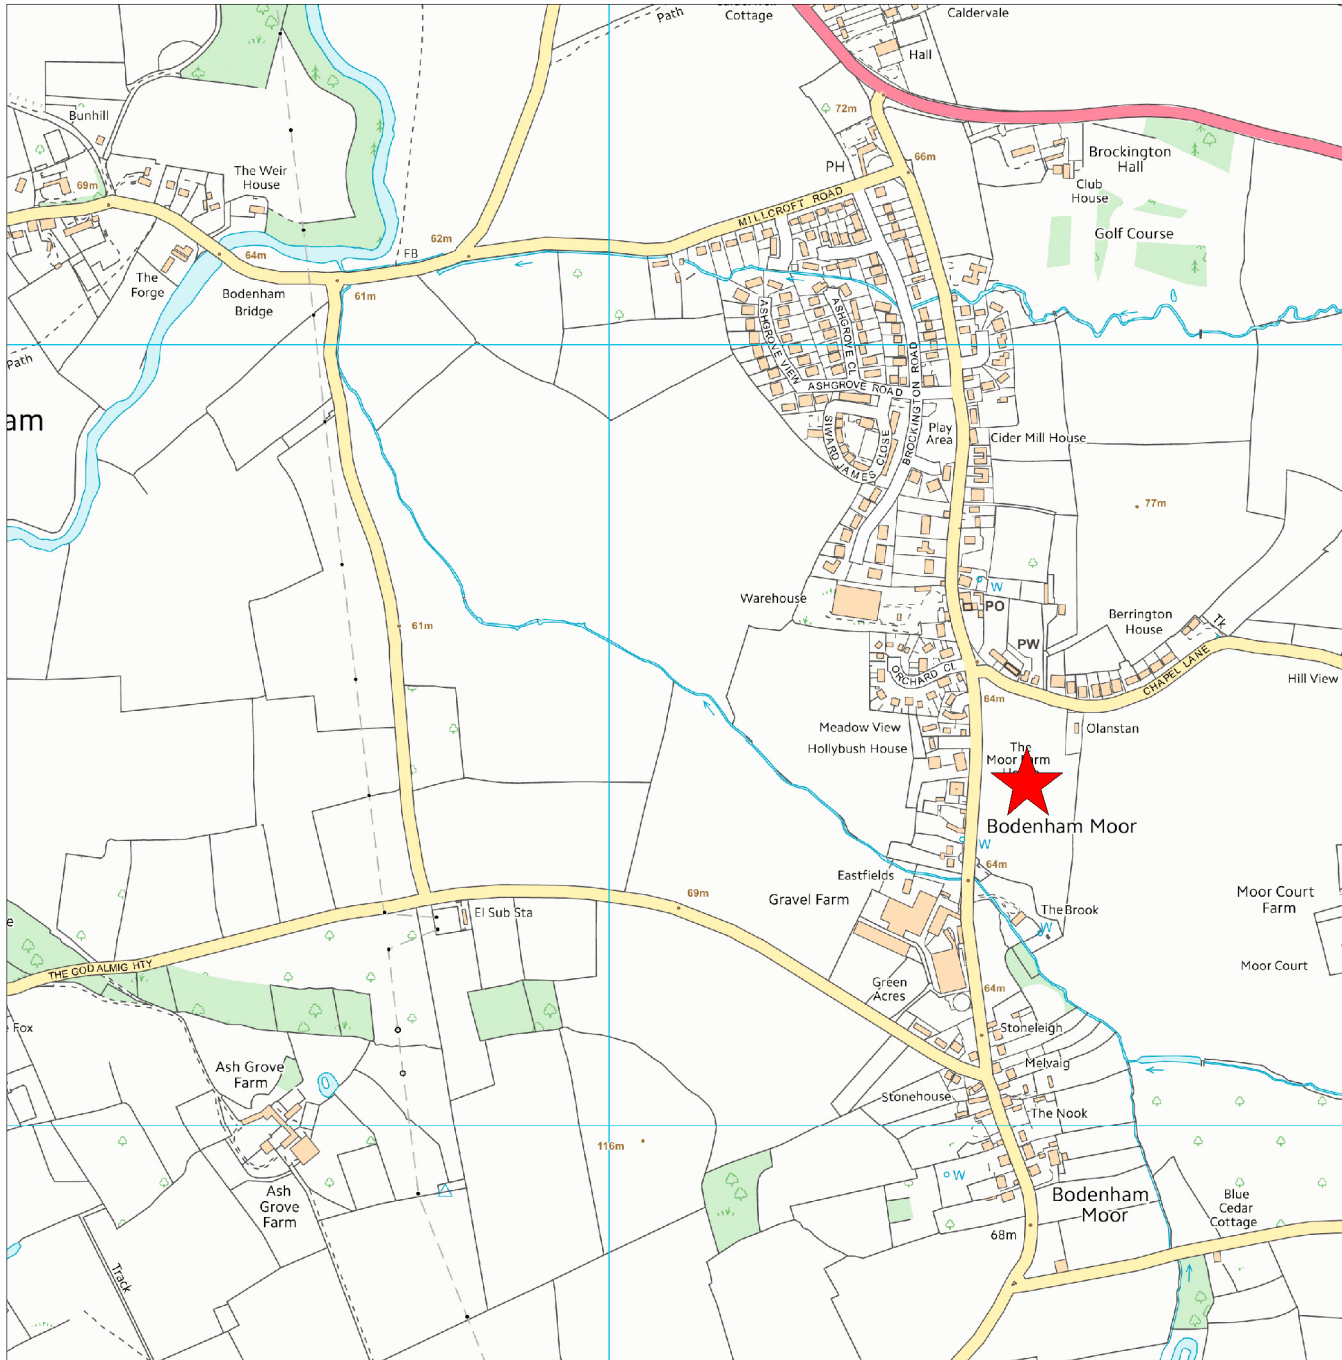 Path
Cottage
Caldervale
Hall
72m
Bunhill
The Weir
House
69m
PH
66m
Brockington
Hall
Club
House
MILLCROFT ROAD
Golf Course
62m
FB
64m
The
Forge
Bodenham
Bridge
61m
Path
ASHGROVE VIEW
ASHGROVE CL
ASHGROVE ROAD
BROCKINGTON ROAD
am
SIWARD JAMES CLOSE
Play
Area
Cider Mill House
77m
W
Warehouse
PO
61m
Berrington
House
Tk
PW
ORCHARD CL
CHAPEL LANE
Hill View
64m
Meadow View
Olanstan
Hollybush House
The
Bodenham Moor
W
64m
Eastfields
Gravel Farm
69m
Moor Court
Farm
El Sub Sta
The Brook
W
e
Moor Court
THE GOD ALMIG HTY
Green
Acres
64m
Fox
Stoneleigh
Ash Grove
Farm
Melvaig
Stonehouse
The Nook
116m
W
Ash
Grove
Farm
Bodenham
Moor
Blue
Cedar
Cottage
68m
Track